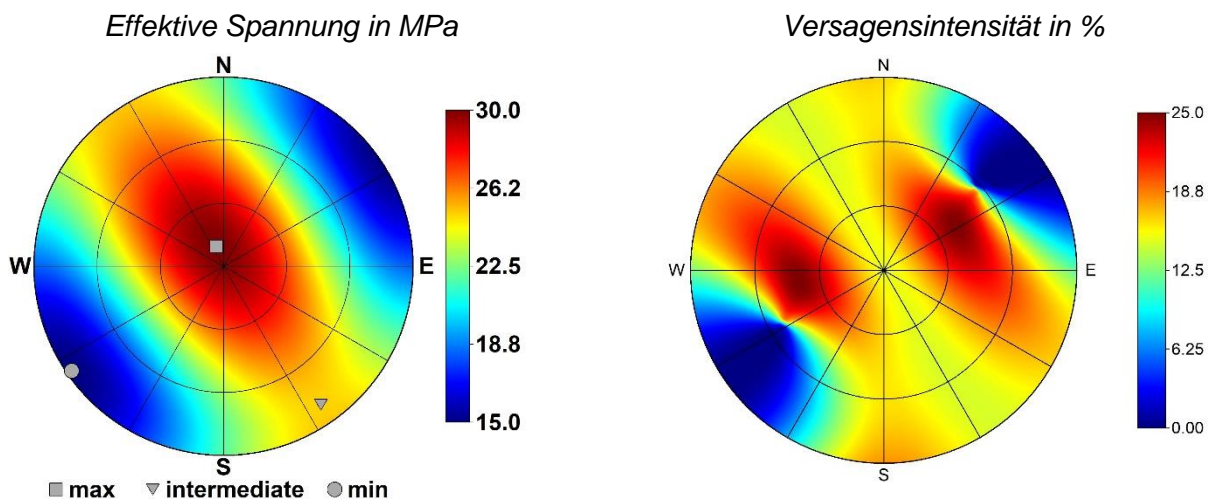 Effektive Spannung in MPa
N
W
E
S
30.0
26.2
22.5
18.8
15.0
max intermediate min
Versagensintensität in %
N
W
E
S
25.0
18.8
12.5
6.25
0.00